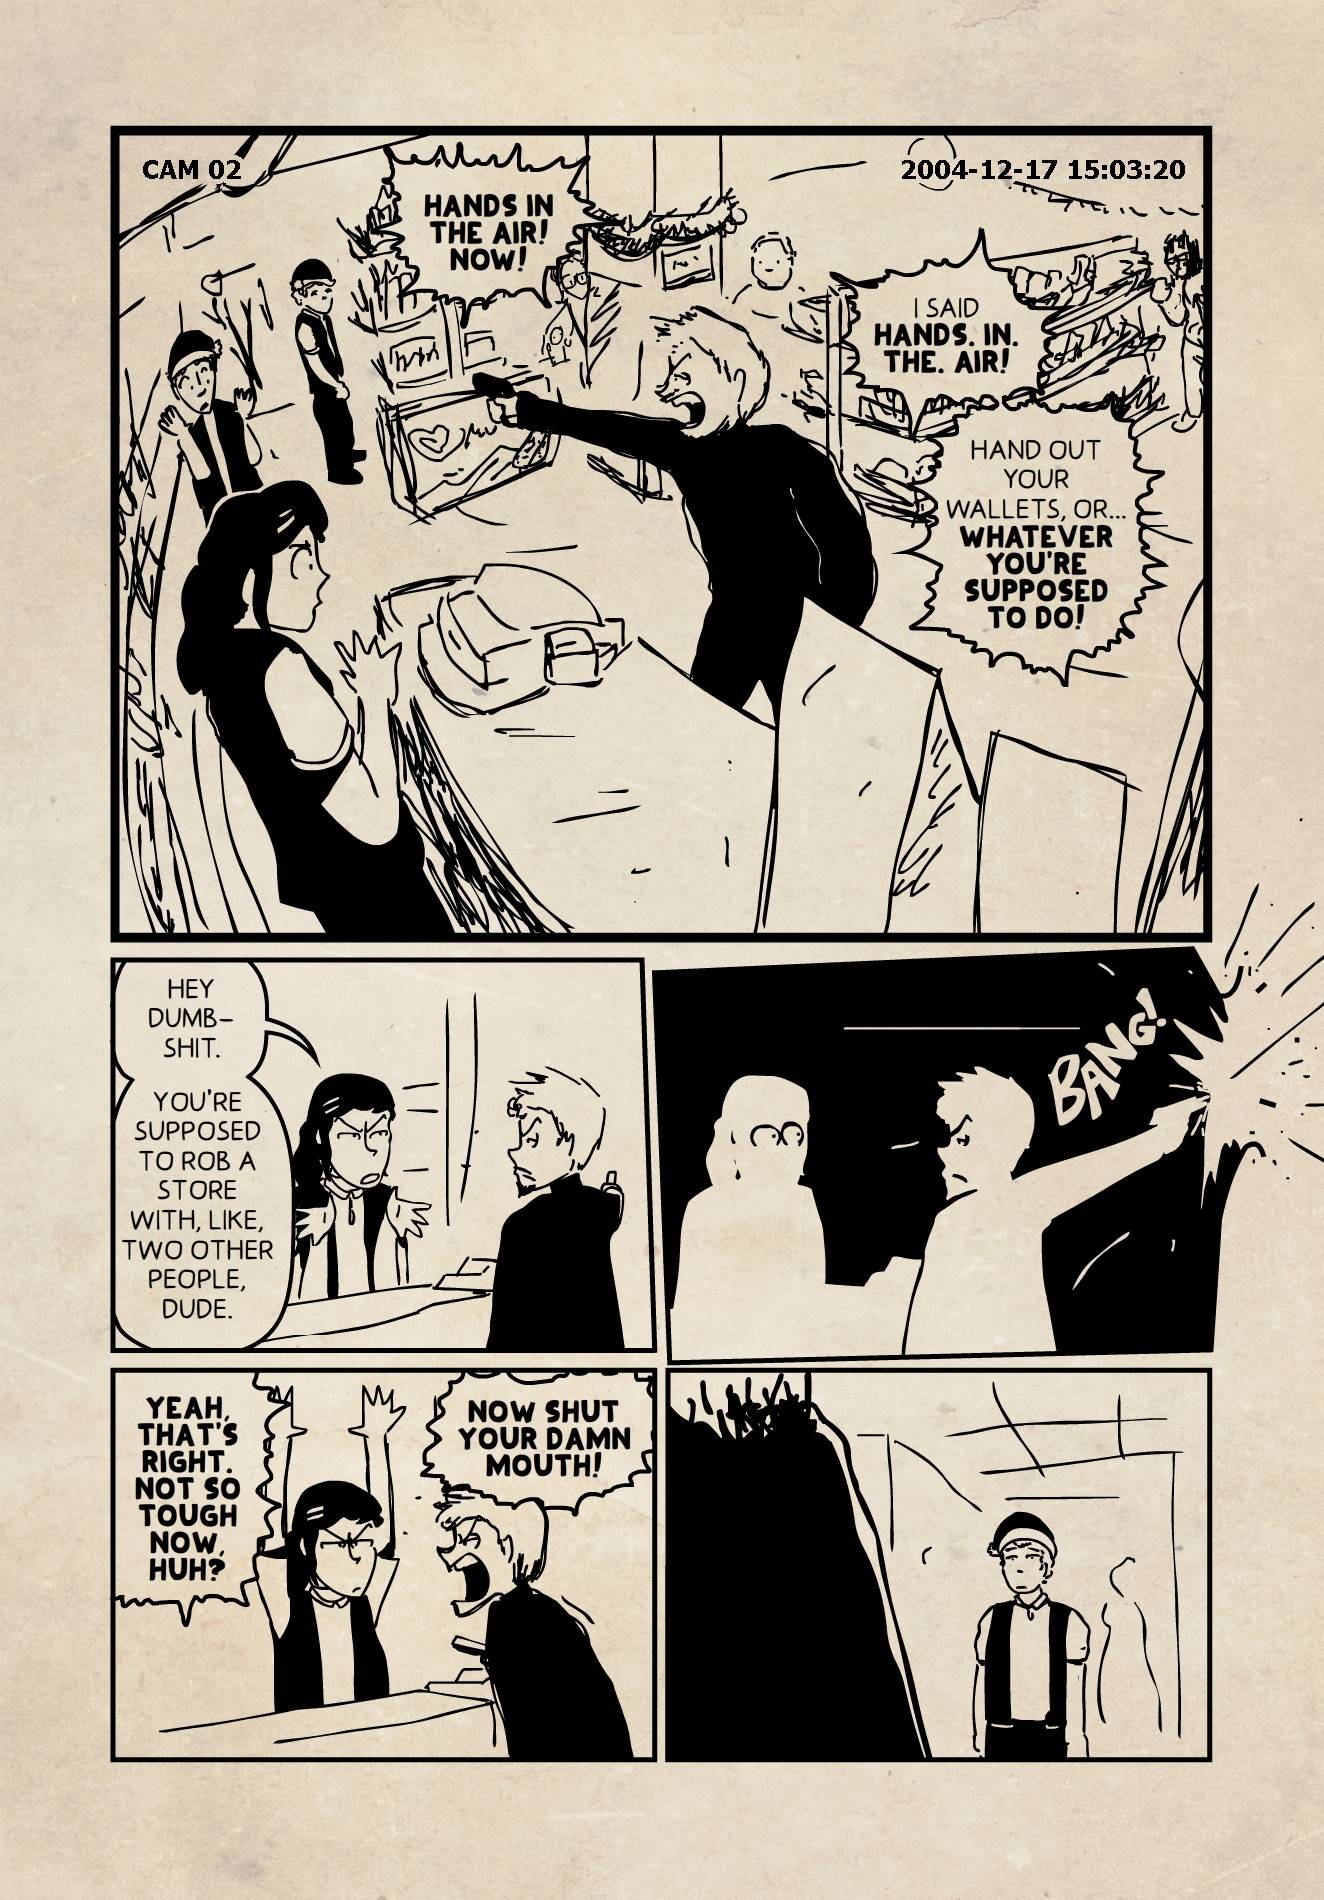 CAM 02
2004-12-17 15:03:20
HANDS IN
THE AIR!
NOW!
I SAID
HANDS. IN.
THE. AIR!
HAND OUT
YOUR
WALLETS, OR...
WHATEVER
YOU'RE
SUPPOSED
TO DO!
HEY
DUMB-
SHIT.
YOU'RE
SUPPOSED
TO ROB A
STORE
WITH, LIKE,
TWO OTHER
PEOPLE,
DUDE.
BANG!
YEAH,
THAT'S
RIGHT.
NOT SO
TOUGH
NOW,
HUH?
NOW SHUT
YOUR DAMN
MOUTH!